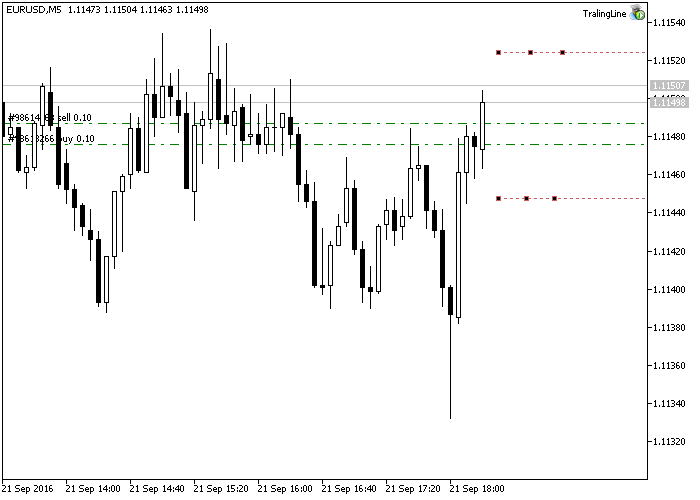 EURUSD,M5 1.11473 1.11504 1.11463 1.11498
TralingLine
1.11540
1.11520
1.11507
1.11498
1.11480
1.11460
1.11440
1.11420
1.11400
1.11380
1.11360
1.11340
1.11320
sell 0.10
buy 0.10
21 Sep 2016
21 Sep 14:00
21 Sep 14:40
21 Sep 15:20
21 Sep 16:00
21 Sep 16:40
21 Sep 17:20
21 Sep 18:00